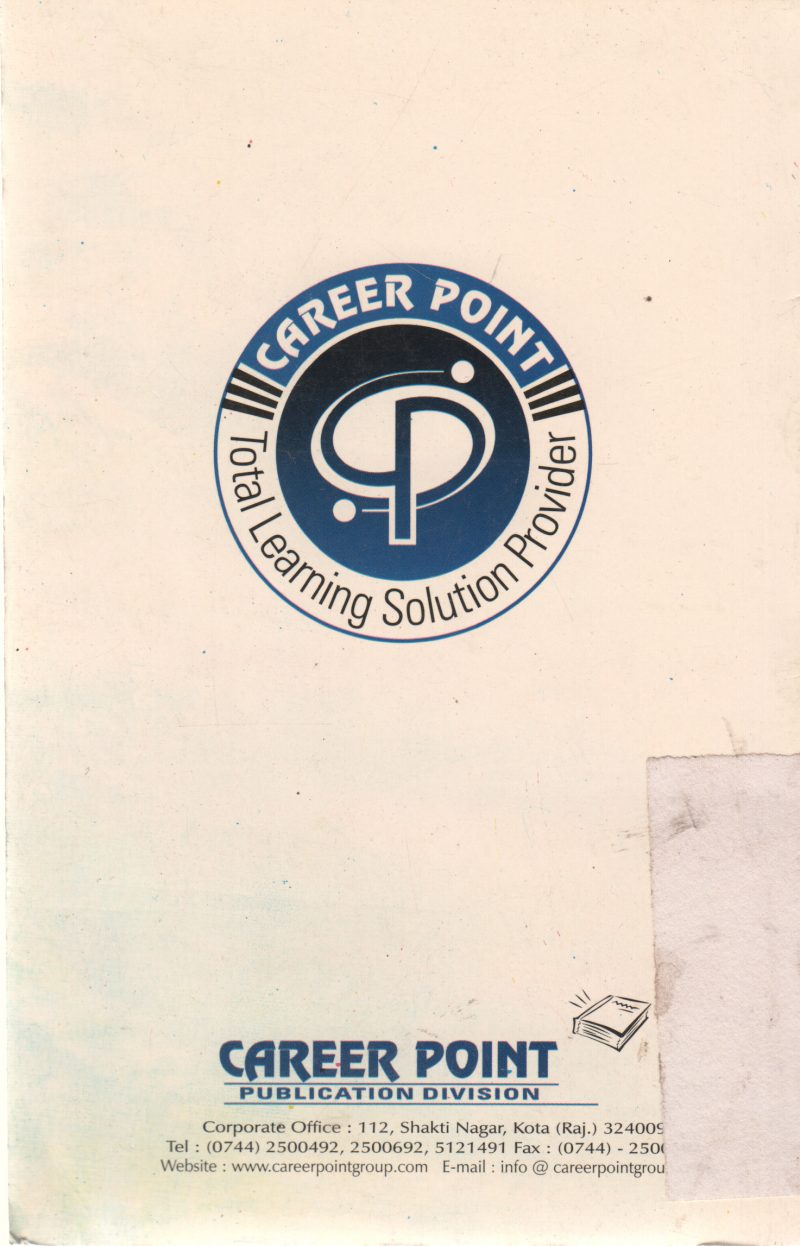 CAREER POINT
Total Learning Solution Provider
CAREER POINT
PUBLICATION DIVISION
Corporate Office : 112, Shakti Nagar, Kota (Raj.) 324009
Tel : (0744) 2500492, 2500692, 5121491 Fax : (0744) -
Website : www.careerpointgroup.com E-mail : info @